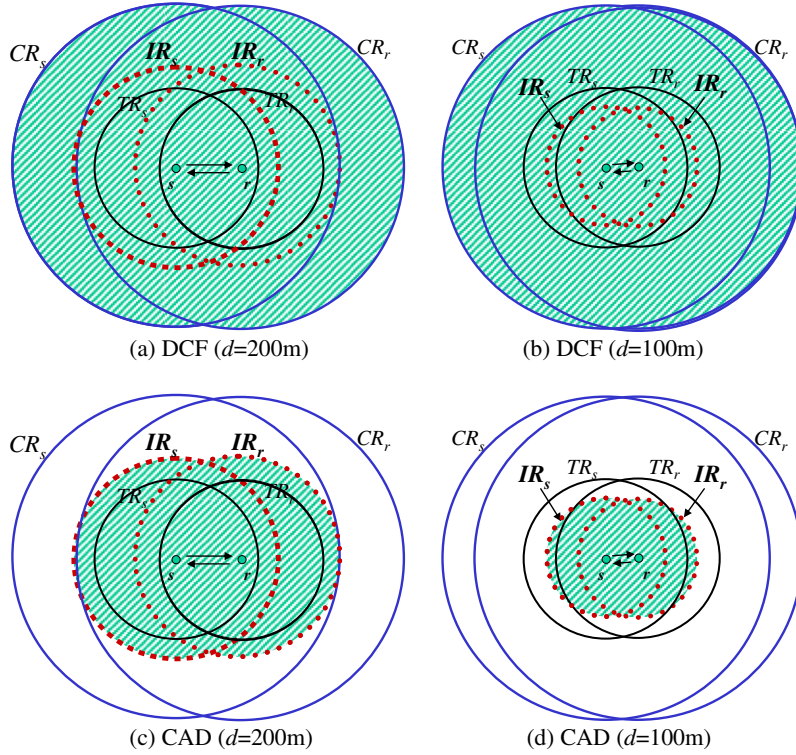 CRs IRs IRr CRr
TRs TRr
s r
(a) DCF (d=200m)
CRs TRs TRr CRr
IRs IRr
s r
(b) DCF (d=100m)
CRs IRs IRr CRr
TRs TRr
s r
(c) CAD (d=200m)
CRs TRs TRr CRr
IRs IRr
s r
(d) CAD (d=100m)